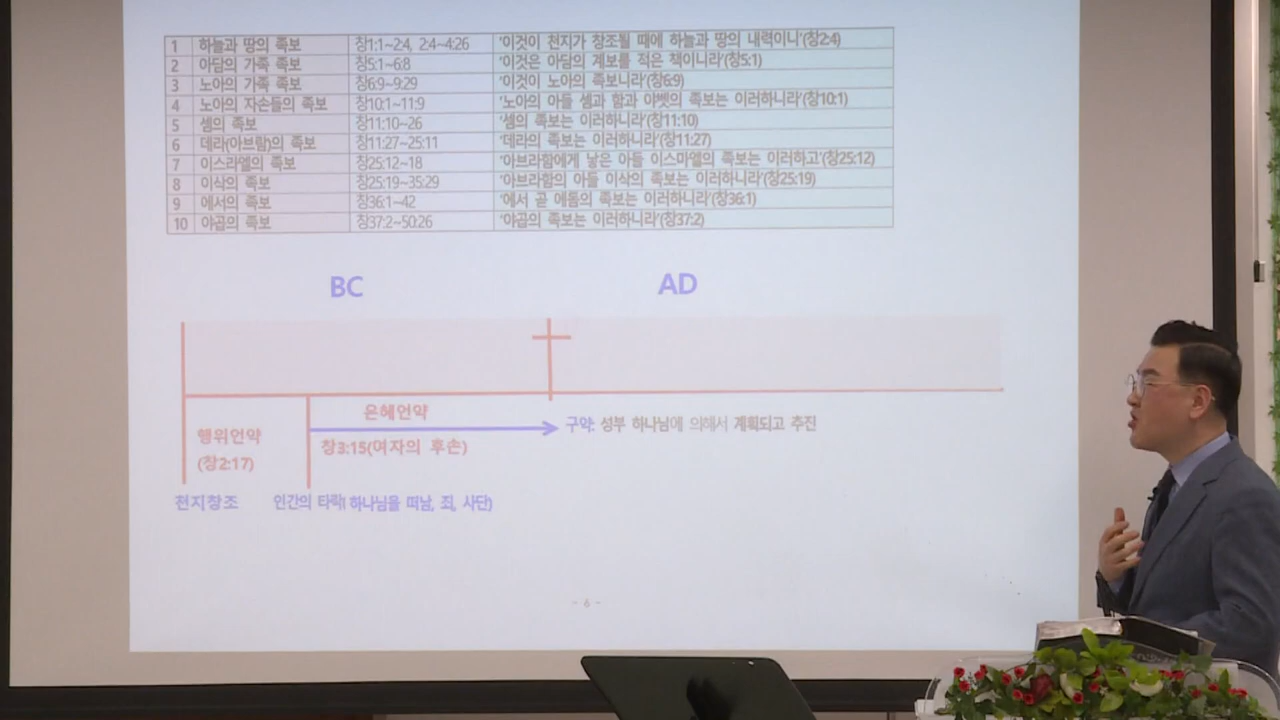 1 하늘과 땅의 족보 창1:1~2:4, 2:4~4:26 '이것이 천지가 창조될 때에 하늘과 땅의 내력이니'(창2:4)
2 아담의 가족 족보 창5:1~6:8 '이것은 아담의 계보를 적은 책이니라'(창5:1)
3 노아의 가족 족보 창6:9~9:29 '이것이 노아의 족보니라'(창6:9)
4 노아의 자손들의 족보 창10:1~11:9 '노아의 아들 셈과 함과 야벳의 족보는 이러하니라'(창10:1)
5 셈의 족보 창11:10~26 '셈의 족보는 이러하니라'(창11:10)
6 데라(아브람)의 족보 창11:27~25:11 '데라의 족보는 이러하니라'(창11:27)
7 이스라엘의 족보 창25:12~18 '아브라함에게 낳은 아들 이스마엘의 족보는 이러하고'(창25:12)
8 이삭의 족보 창25:19~35:29 '아브라함의 아들 이삭의 족보는 이러하니라'(창25:19)
9 에서의 족보 창36:1~42 '에서 곧 에돔의 족보는 이러하니라'(창36:1)
10 야곱의 족보 창37:2~50:26 '야곱의 족보는 이러하니라'(창37:2)
BC AD
은혜언약
구약: 성부 하나님에 의해서 계획되고 추진
행위언약
창3:15(여자의 후손)
(창2:17)
천지창조 인간의 타락( 하나님을 떠남, 죄, 사단)
- 6 -